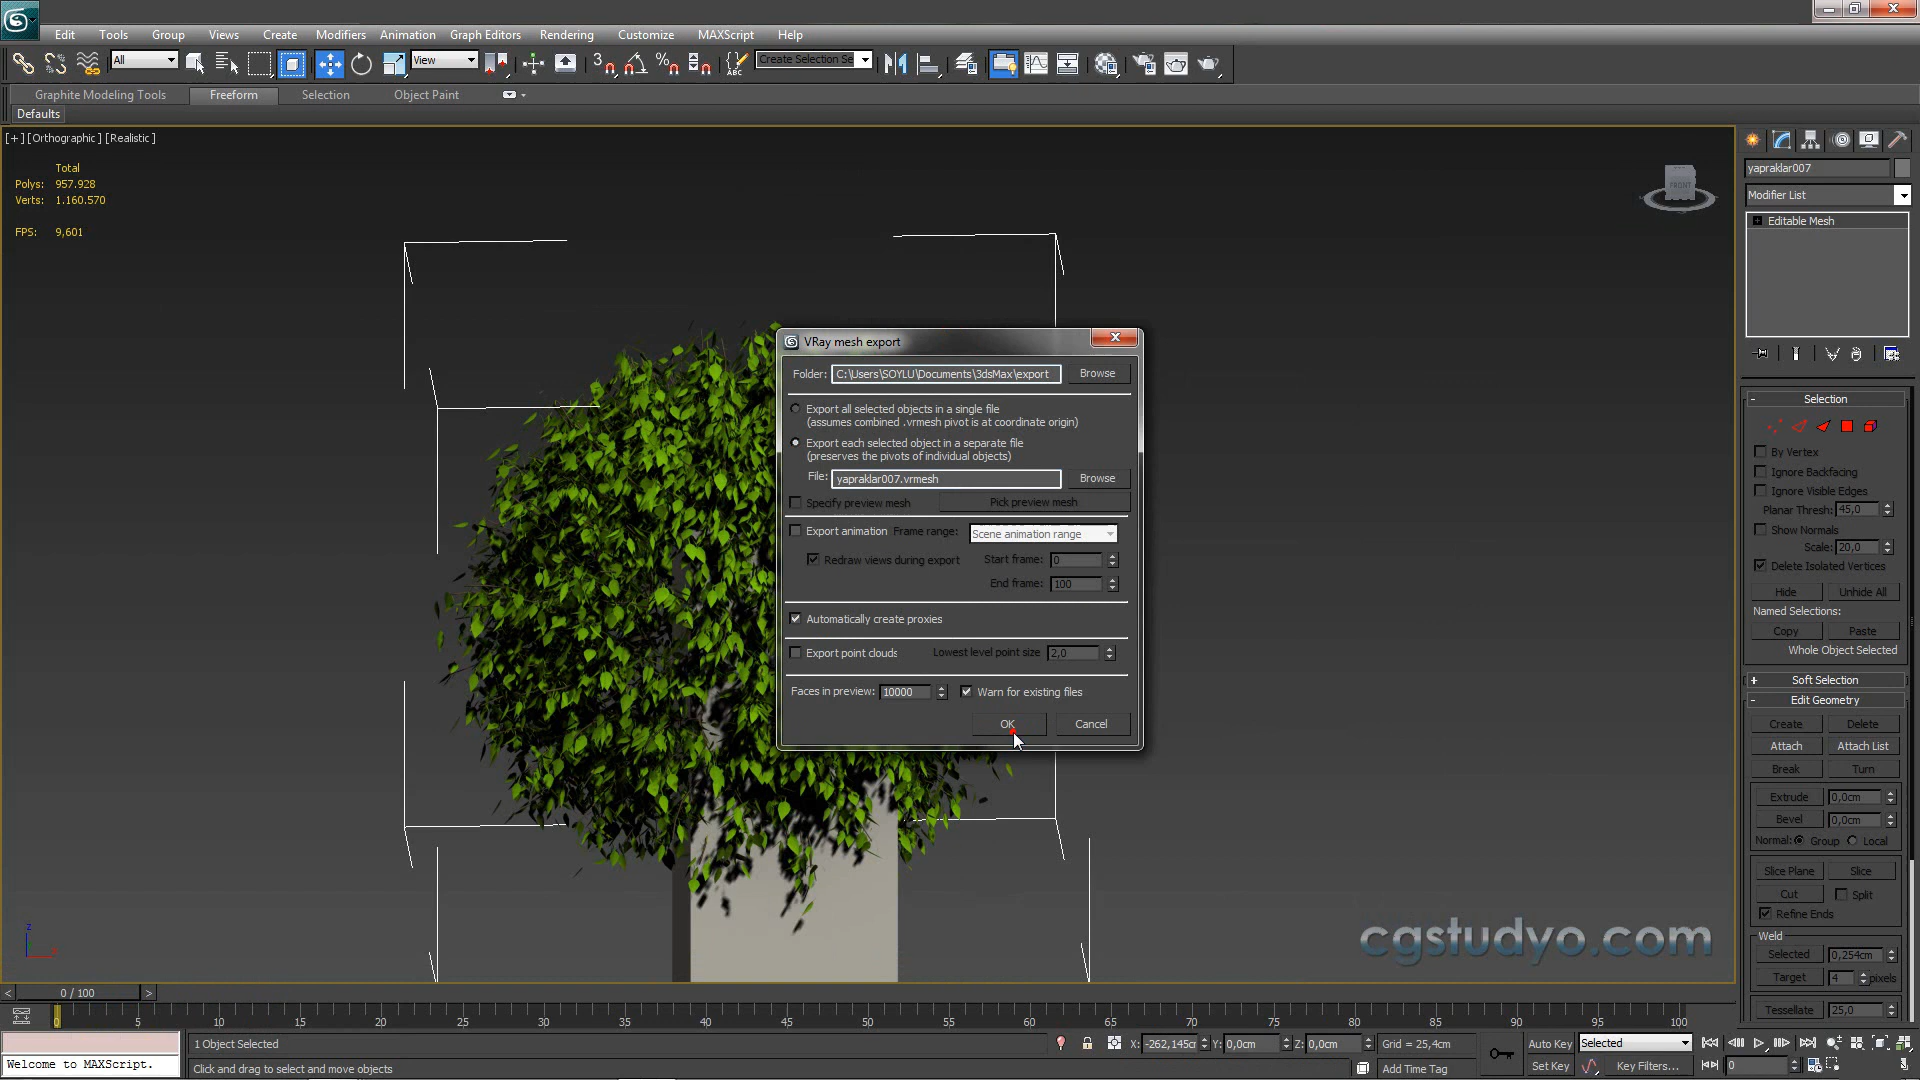 Edit Tools Group Views Create Modifiers Animation Graph Editors Rendering Customize MAXScript Help
All View Create Selection Se
Graphite Modeling Tools Freeform Selection Object Paint
Defaults
[+] [Orthographic] [Realistic]
Total
Polys: 957.928
Verts: 1.160.570
FPS: 9,601
FRONT
VRay mesh export
Folder: C:\Users\SOYLU\Documents\3dsMax\export Browse
Export all selected objects in a single file
(assumes combined .vrmesh pivot is at coordinate origin)
Export each selected object in a separate file
(preserves the pivots of individual objects)
File: yapraklar007.vrmesh Browse
Specify preview mesh Pick preview mesh
Export animation Frame range: Scene animation range
Redraw views during export Start frame: 0
End frame: 100
Automatically create proxies
Export point clouds Lowest level point size 2,0
Faces in preview: 10000 Warn for existing files
OK Cancel
yapraklar007
Modifier List
Editable Mesh
Selection
By Vertex
Ignore Backfacing
Ignore Visible Edges
Planar Thresh: 45,0
Show Normals
Scale: 20,0
Delete Isolated Vertices
Hide Unhide All
Named Selections:
Copy Paste
Whole Object Selected
Soft Selection
Edit Geometry
Create Delete
Attach Attach List
Break Turn
Extrude 0,0cm
Bevel 0,0cm
Normal: Group Local
Slice Plane Slice
Cut Split
Refine Ends
Weld
Selected 0,254cm
Target 4 pixels
Tessellate 25,0
cgstudyo.com
0 / 100
0 5 10 15 20 25 30 35 40 45 50 55 60 65 70 75 80 85 90 95 100
1 Object Selected X: -262,145cr Y: 0,0cm Z: 0,0cm Grid = 25,4cm Auto Key Selected
Welcome to MAXScript. Click and drag to select and move objects Add Time Tag Set Key Key Filters... 0